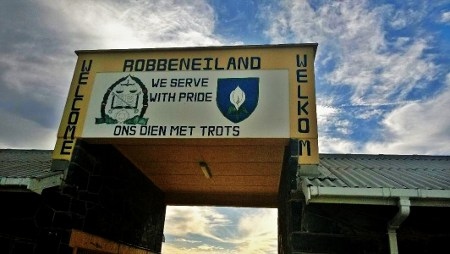 ROBBENEILAND
WELCOME
WE SERVE
WITH PRIDE
ONS DIEN MET TROTS
WELKOM